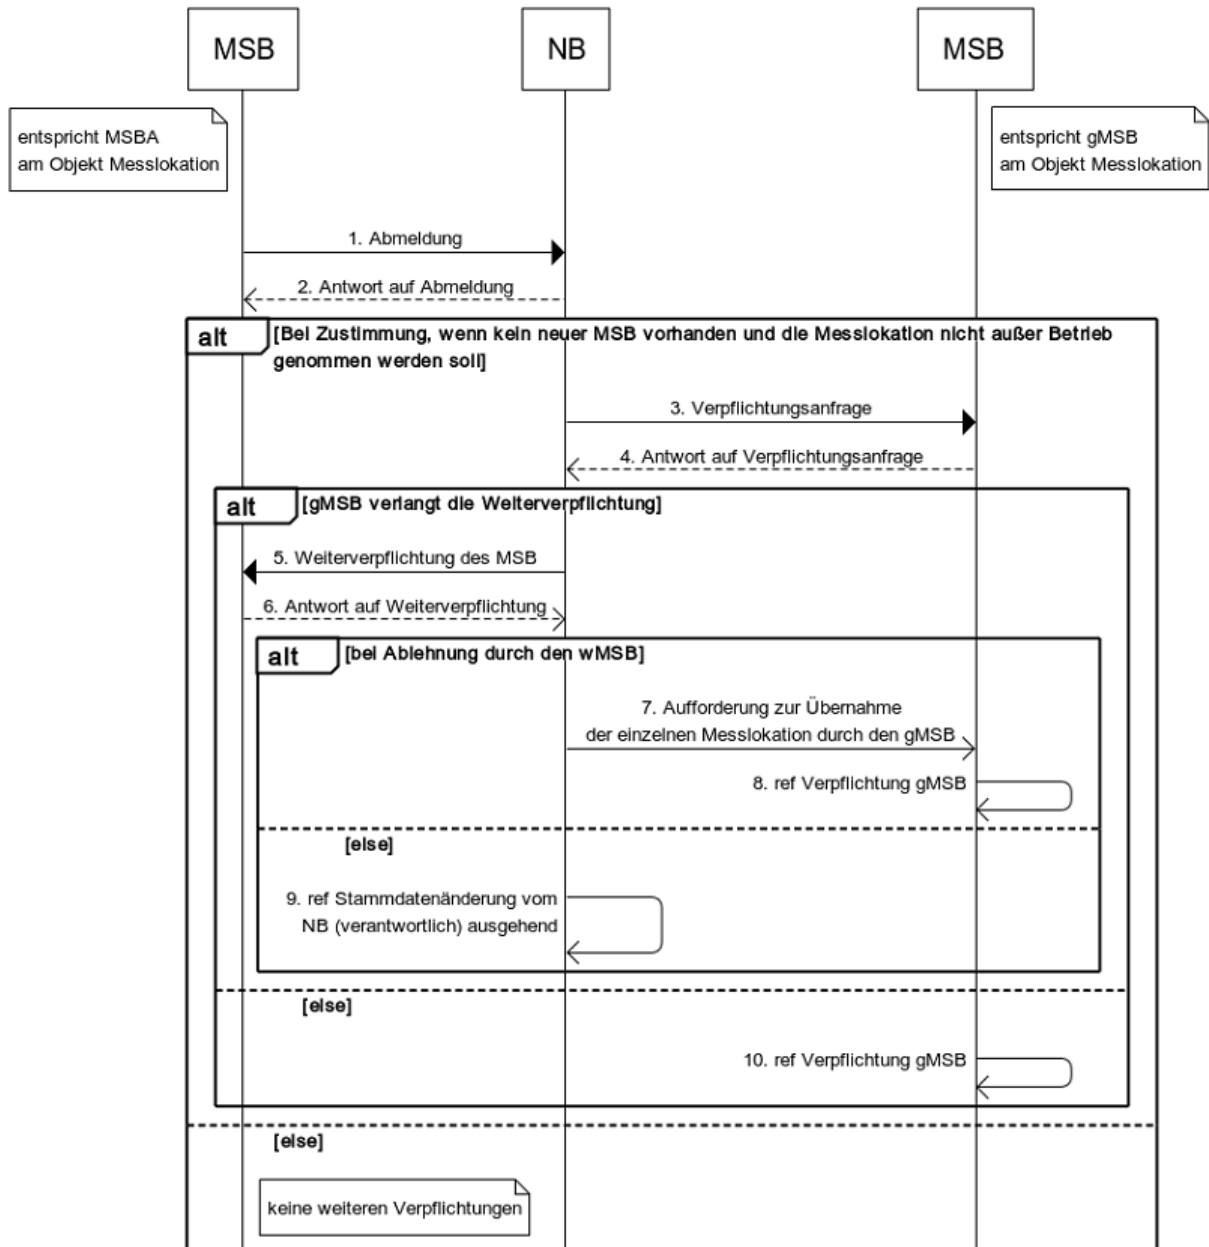 MSB
NB
MSB
entspricht MSBA
am Objekt Messlokation
entspricht gMSB
am Objekt Messlokation
1. Abmeldung
2. Antwort auf Abmeldung
alt
[Bei Zustimmung, wenn kein neuer MSB vorhanden und die Messlokation nicht außer Betrieb
genommen werden soll]
3. Verpflichtungsanfrage
4. Antwort auf Verpflichtungsanfrage
alt
[gMSB verlangt die Weiterverpflichtung]
5. Weiterverpflichtung des MSB
6. Antwort auf Weiterverpflichtung
alt
[bei Ablehnung durch den wMSB]
7. Aufforderung zur Übernahme
der einzelnen Messlokation durch den gMSB
8. ref Verpflichtung gMSB
[else]
9. ref Stammdatenänderung vom
NB (verantwortlich) ausgehend
[else]
10. ref Verpflichtung gMSB
[else]
keine weiteren Verpflichtungen